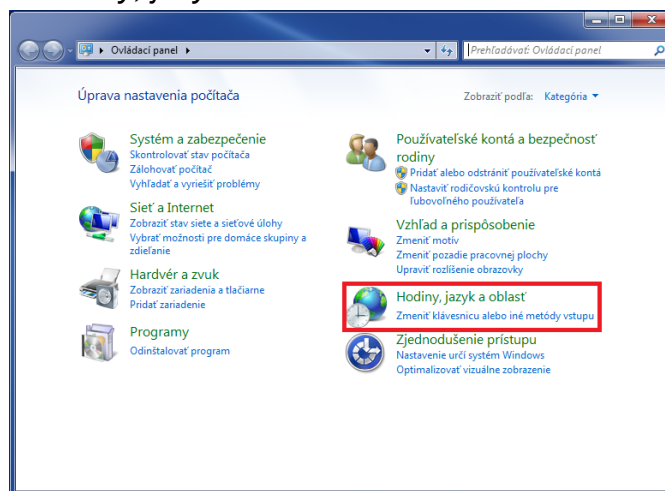 Ovládací panel
Prehľadávať: Ovládací panel
Úprava nastavenia počítača
Zobraziť podľa: Kategória
Systém a zabezpečenie
Skontrolovať stav počítača
Zálohovať počítač
Vyhľadať a vyriešiť problémy
Sieť a Internet
Zobraziť stav siete a sieťové úlohy
Vybrať možnosti pre domáce skupiny a
zdieľanie
Hardvér a zvuk
Zobraziť zariadenia a tlačiarne
Pridať zariadenie
Programy
Odinštalovať program
Používateľské kontá a bezpečnosť
rodiny
Pridať alebo odstrániť používateľské kontá
Nastaviť rodičovskú kontrolu pre
ľubovoľného používateľa
Vzhľad a prispôsobenie
Zmeniť motív
Zmeniť pozadie pracovnej plochy
Upraviť rozlíšenie obrazovky
Hodiny, jazyk a oblasť
Zmeniť klávesnicu alebo iné metódy vstupu
Zjednodušenie prístupu
Nastavenie určí systém Windows
Optimalizovať vizuálne zobrazenie